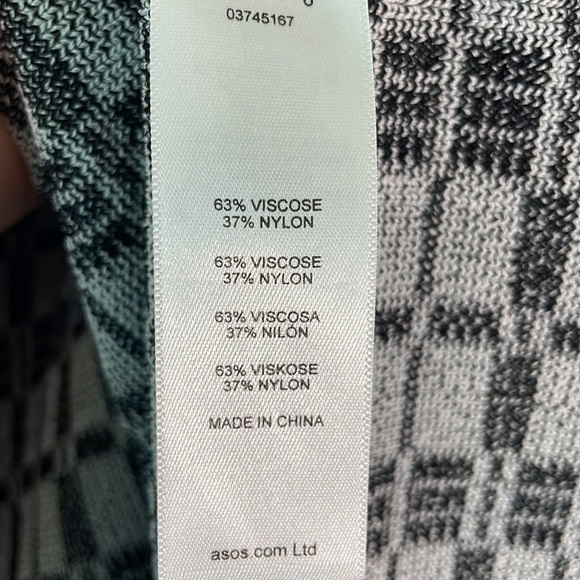 03745167
63% VISCOSE
37% NYLON
63% VISCOSE
37% NYLON
63% VISCOSA
37% NILÓN
63% VISKOSE
37% NYLON
MADE IN CHINA
asos.com Ltd